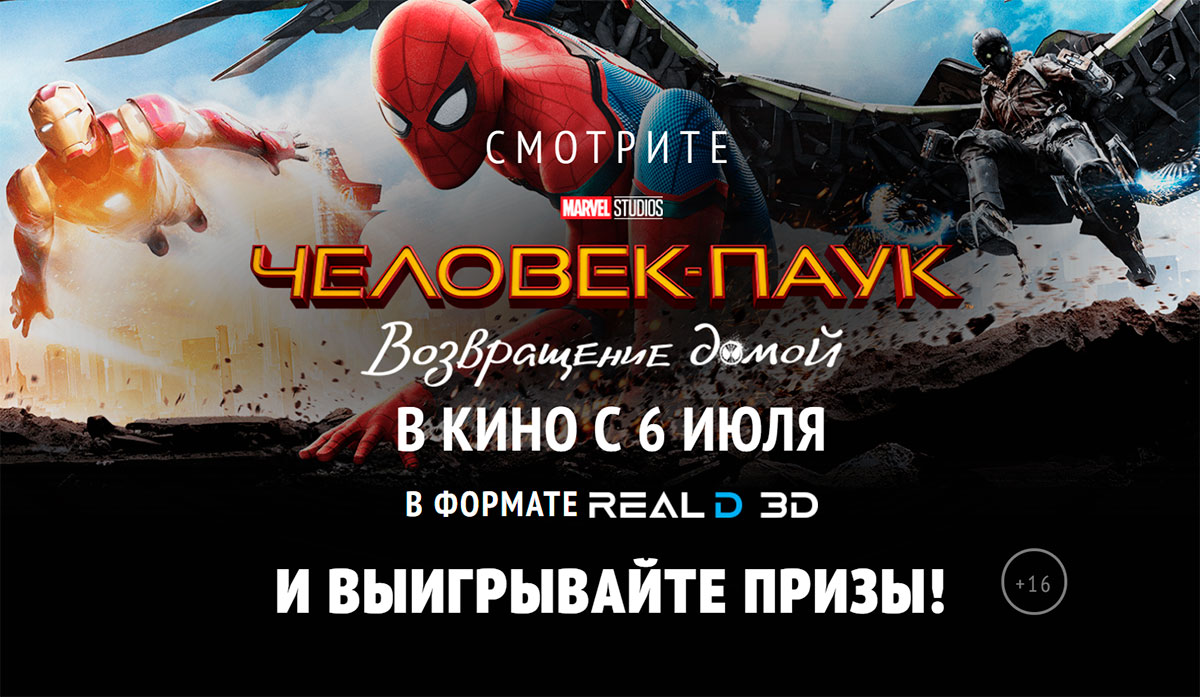 СМОТРИТЕ
MARVEL STUDIOS
ЧЕЛОВЕК-ПАУК
Возвращение домой
В КИНО С 6 ИЮЛЯ
В ФОРМАТЕ REAL D 3D
И ВЫИГРЫВАЙТЕ ПРИЗЫ!
+16